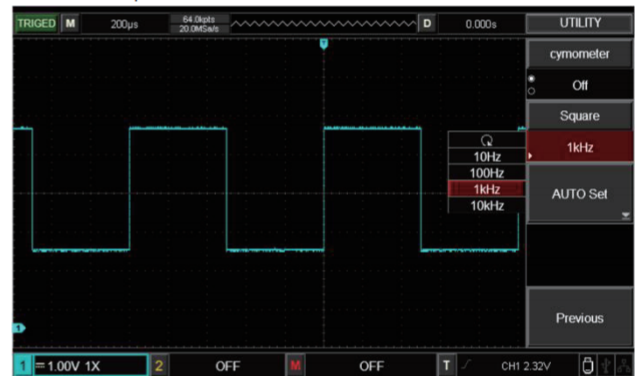 TRIGED M 200μs 64.0kpts D 0.000s UTILITY
20.0MSa/s
cymometer
Off
Square
1kHz
10Hz
100Hz
1kHz
10kHz
AUTO Set
Previous
1
1 1.00V 1X 2 OFF M OFF T CH1 2.32V